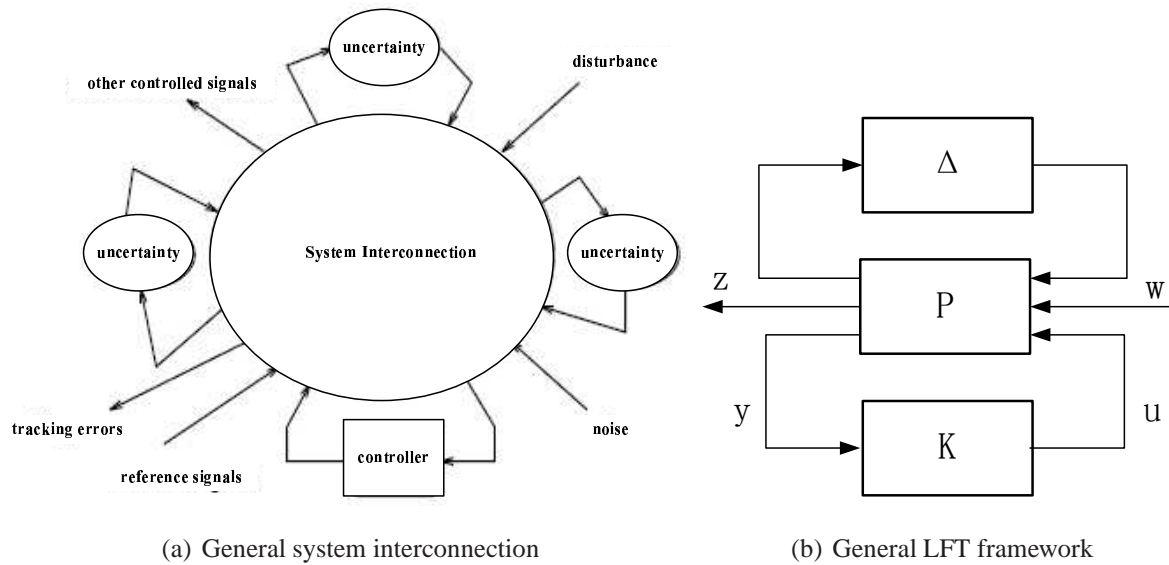 uncertainty
disturbance
other controlled signals
uncertainty
System Interconnection
uncertainty
tracking errors
reference signals
controller
noise
(a) General system interconnection
Δ
z
P
w
y
K
u
(b) General LFT framework